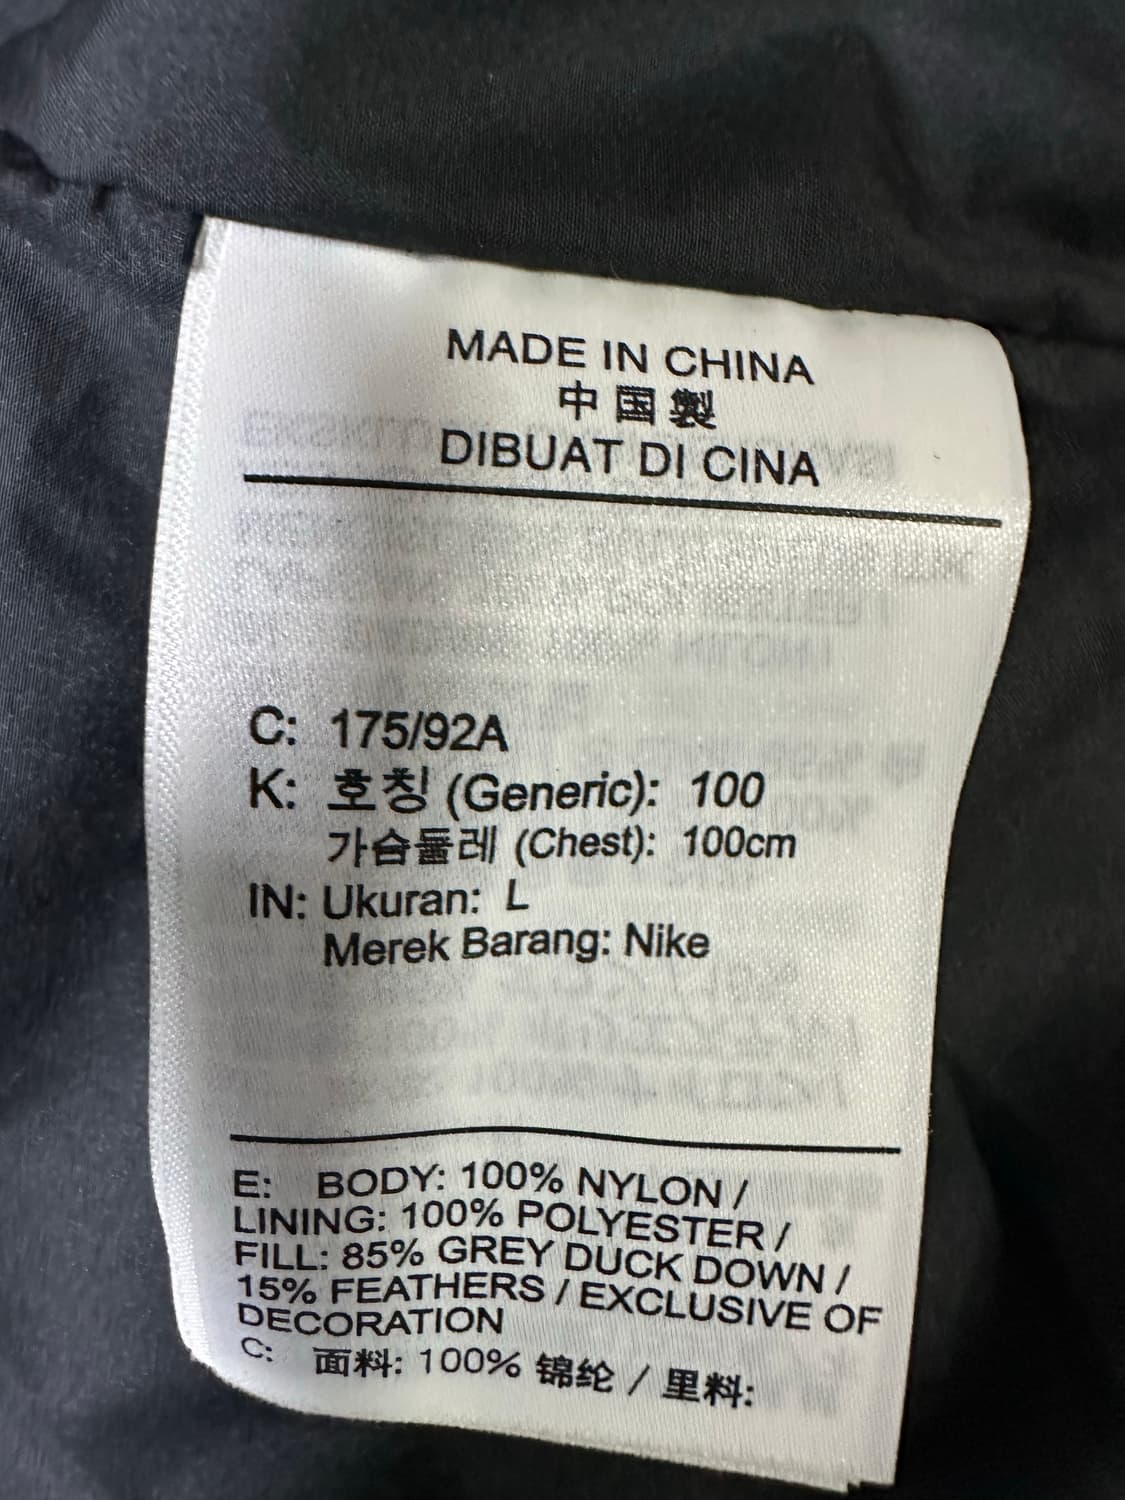 MADE IN CHINA
中国製
DIBUAT DI CINA
C: 175/92A
K: 호칭 (Generic): 100
가슴둘레 (Chest): 100cm
IN: Ukuran: L
Merek Barang: Nike
E: BODY: 100% NYLON /
LINING: 100% POLYESTER /
FILL: 85% GREY DUCK DOWN /
15% FEATHERS / EXCLUSIVE OF
DECORATION
C: 面料: 100% 锦纶 / 里料: